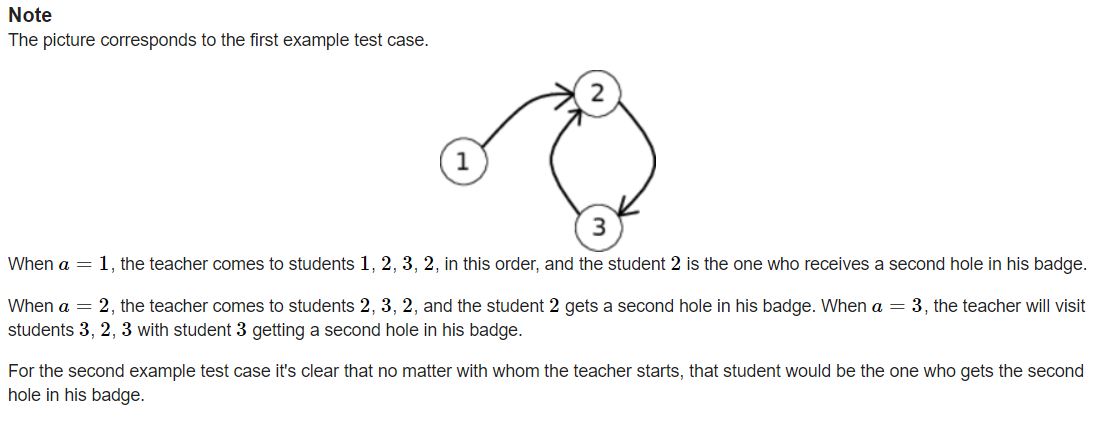 Note
The picture corresponds to the first example test case.
2
1
3
When a = 1, the teacher comes to students 1, 2, 3, 2, in this order, and the student 2 is the one who receives a second hole in his badge.
When a = 2, the teacher comes to students 2, 3, 2, and the student 2 gets a second hole in his badge. When a = 3, the teacher will visit
students 3, 2, 3 with student 3 getting a second hole in his badge.
For the second example test case it's clear that no matter with whom the teacher starts, that student would be the one who gets the second
hole in his badge.